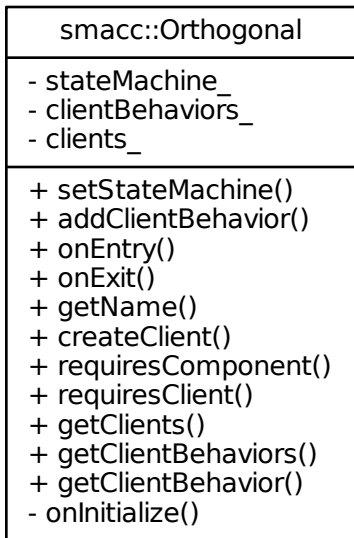 smacc::Orthogonal
- stateMachine_
- clientBehaviors_
- clients_
+ setStateMachine()
+ addClientBehavior()
+ onEntry()
+ onExit()
+ getName()
+ createClient()
+ requiresComponent()
+ requiresClient()
+ getClients()
+ getClientBehaviors()
+ getClientBehavior()
- onInitialize()